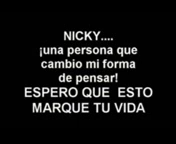 NICKY....
¡una persona que
cambio mi forma
de pensar!
ESPERO QUE ESTO
MARQUE TU VIDA